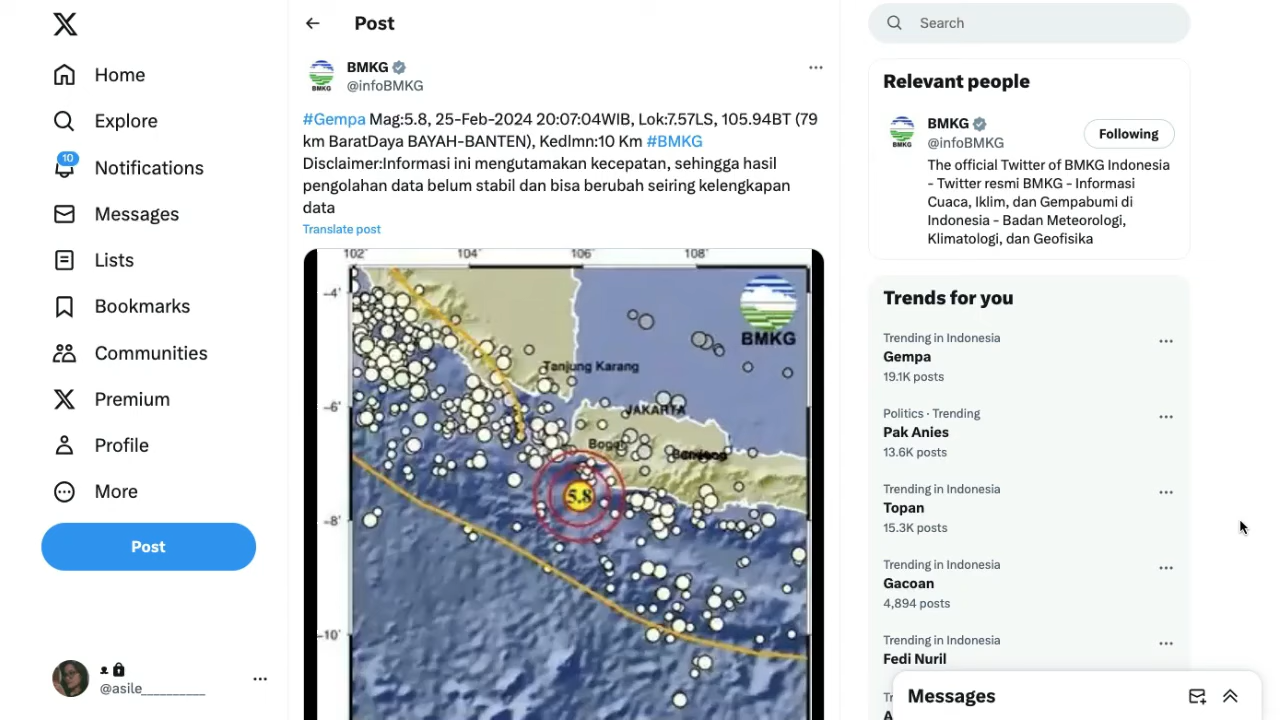 Home
Explore
10
Notifications
Messages
Lists
Bookmarks
Communities
Premium
Profile
More
Post
@asile__________
Post
BMKG
BMKG
@infoBMKG
#Gempa Mag:5.8, 25-Feb-2024 20:07:04WIB, Lok:7.57LS, 105.94BT (79
km BaratDaya BAYAH-BANTEN), Kedlmn:10 Km #BMKG
Disclaimer:Informasi ini mengutamakan kecepatan, sehingga hasil
pengolahan data belum stabil dan bisa berubah seiring kelengkapan
data
Translate post
102° 104° 106° 108°
-4°
BMKG
Tanjung Karang
-6°
JAKARTA
Bogor
5.8
-8°
-10°
Search
Relevant people
BMKG
BMKG
@infoBMKG
Following
The official Twitter of BMKG Indonesia
- Twitter resmi BMKG - Informasi
Cuaca, Iklim, dan Gempabumi di
Indonesia - Badan Meteorologi,
Klimatologi, dan Geofisika
Trends for you
Trending in Indonesia
Gempa
19.1K posts
Politics · Trending
Pak Anies
13.6K posts
Trending in Indonesia
Topan
15.3K posts
Trending in Indonesia
Gacoan
4,894 posts
Trending in Indonesia
Fedi Nuril
Messages